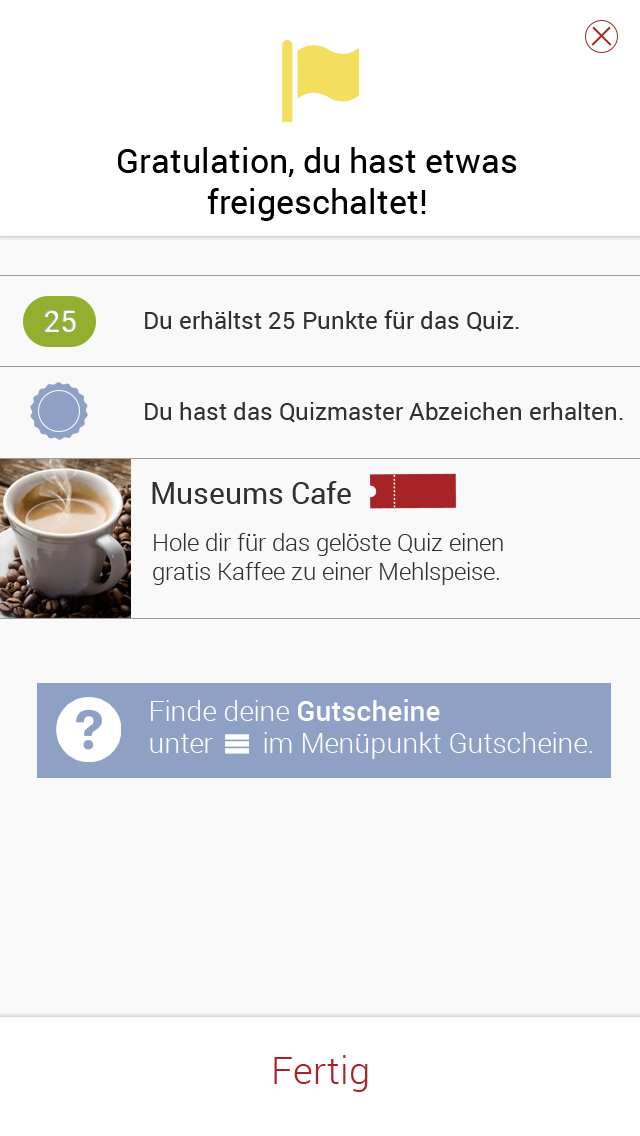 Gratulation, du hast etwas
freigeschaltet!
25
Du erhältst 25 Punkte für das Quiz.
Du hast das Quizmaster Abzeichen erhalten.
Museums Cafe
Hole dir für das gelöste Quiz einen
gratis Kaffee zu einer Mehlspeise.
?
Finde deine Gutscheine
unter im Menüpunkt Gutscheine.
Fertig